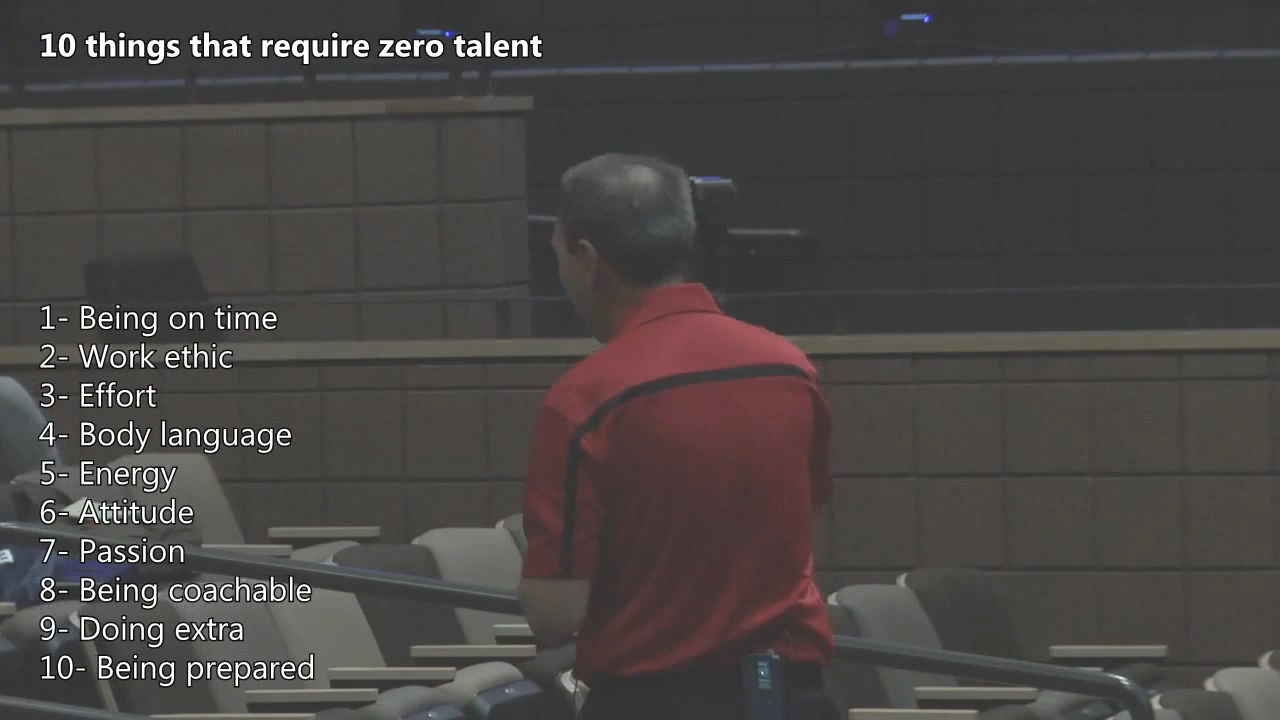 10 things that require zero talent
1- Being on time
2- Work ethic
3- Effort
4- Body language
5- Energy
6- Attitude
7- Passion
8- Being coachable
9- Doing extra
10- Being prepared